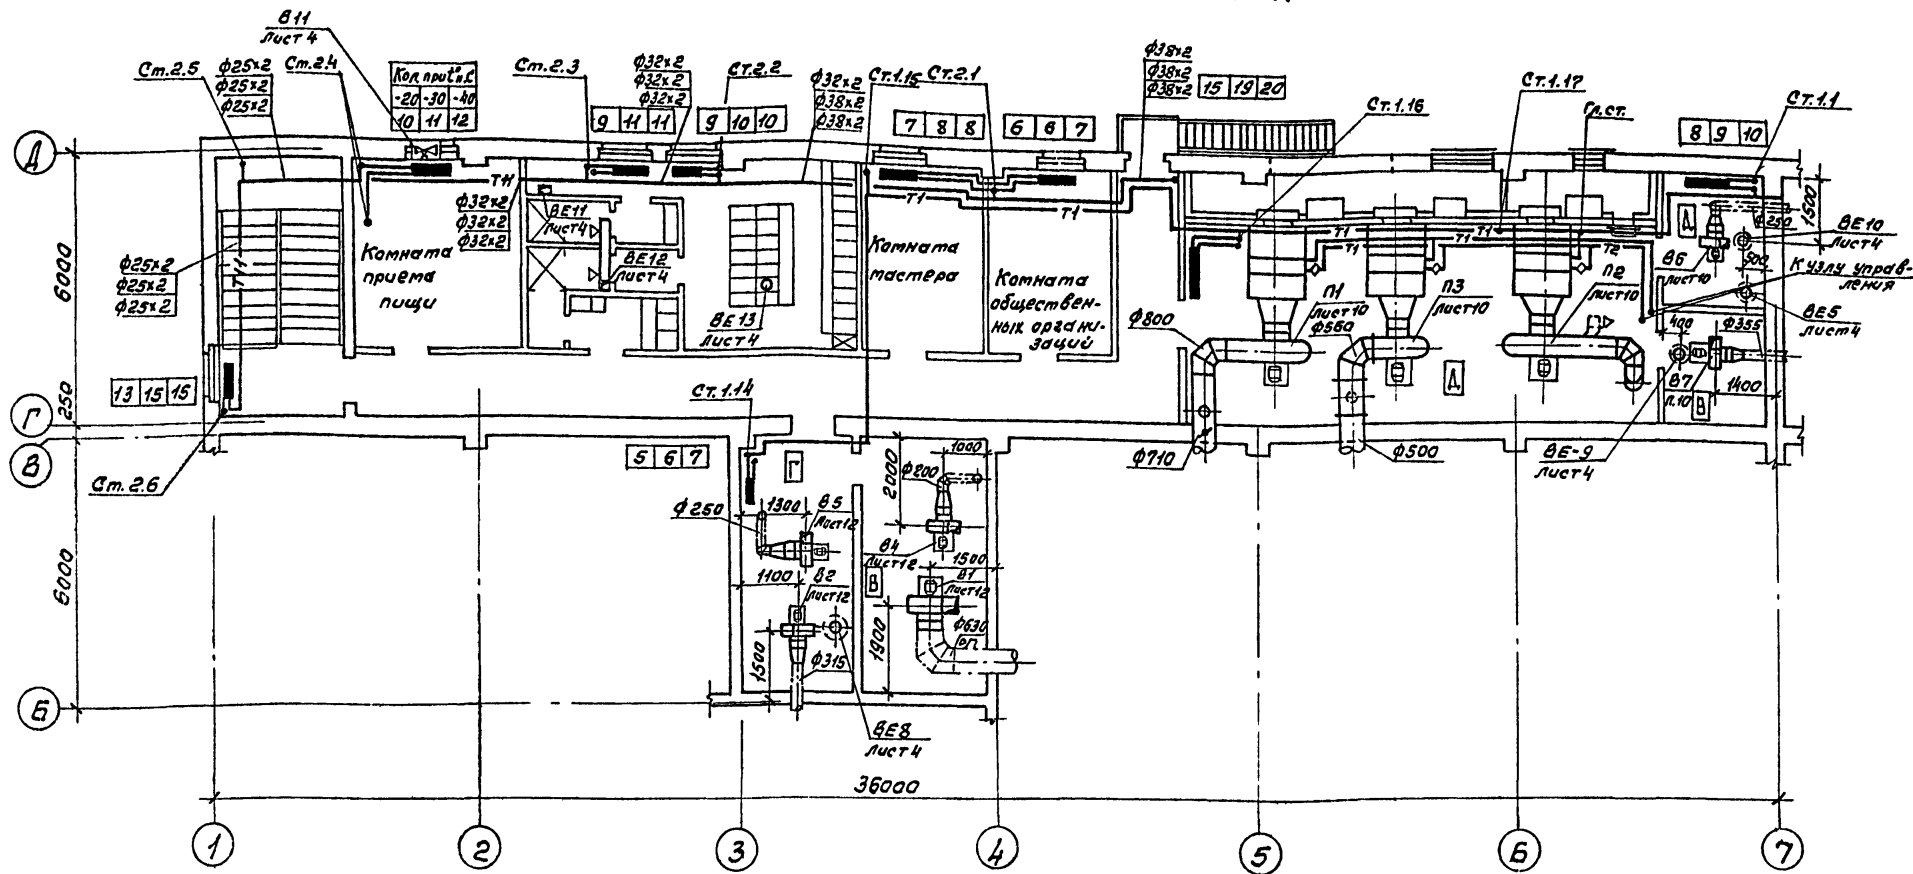 В11
лист 4
Ст.2.5
ф25х2
ф25х2
ф25х2
Ст.2.4
Кол. при t°н.С
-20 -30 -40
10 11 12
Ст.2.3
ф32х2
ф32х2
ф32х2
Ст.2.2
9 11 11
9 10 10
ф32х2
ф38х2
ф38х2
Ст.1.15
Ст.2.1
7 8 8
6 6 7
ф38х2
ф38х2
ф38х2
15 19 20
Ст.1.16
Ст.1.17
Гл.ст.
8 9 10
Ст.1.1
Д
Т11
Т11
ф32х2
ф32х2
ф32х2
ВЕ11
лист 4
ВЕ12
лист 4
ВЕ13
лист 4
Т1
Т1
Т1
Т1
Т1
Т1
Т2
Д
ф250
1500
ВЕ10
лист 4
В6
лист 10
500
К узлу управ-
ления
ВЕ5
лист 4
6000
ф25х2
ф25х2
ф25х2
Комната
приема
пищи
Комната
мастера
Комната
обществен-
ных органи-
заций
ф800
П1
лист 10
ф560
П3
лист 10
П2
лист 10
400
ф355
Д
В7
л.10
В
1400
13 15 15
250
Г
В
Ст.2.6
Ст.1.14
5 6 7
Г
1000
2000
ф200
ф710
ф500
ВЕ-9
лист 4
ф250
1300
В5
лист 12
В4
лист 12
1500
1100
В2
лист 12
В
В1
лист 12
6000
1500
ф315
1900
ф630
РП
Б
ВЕ8
лист 4
36000
1
2
3
4
5
6
7